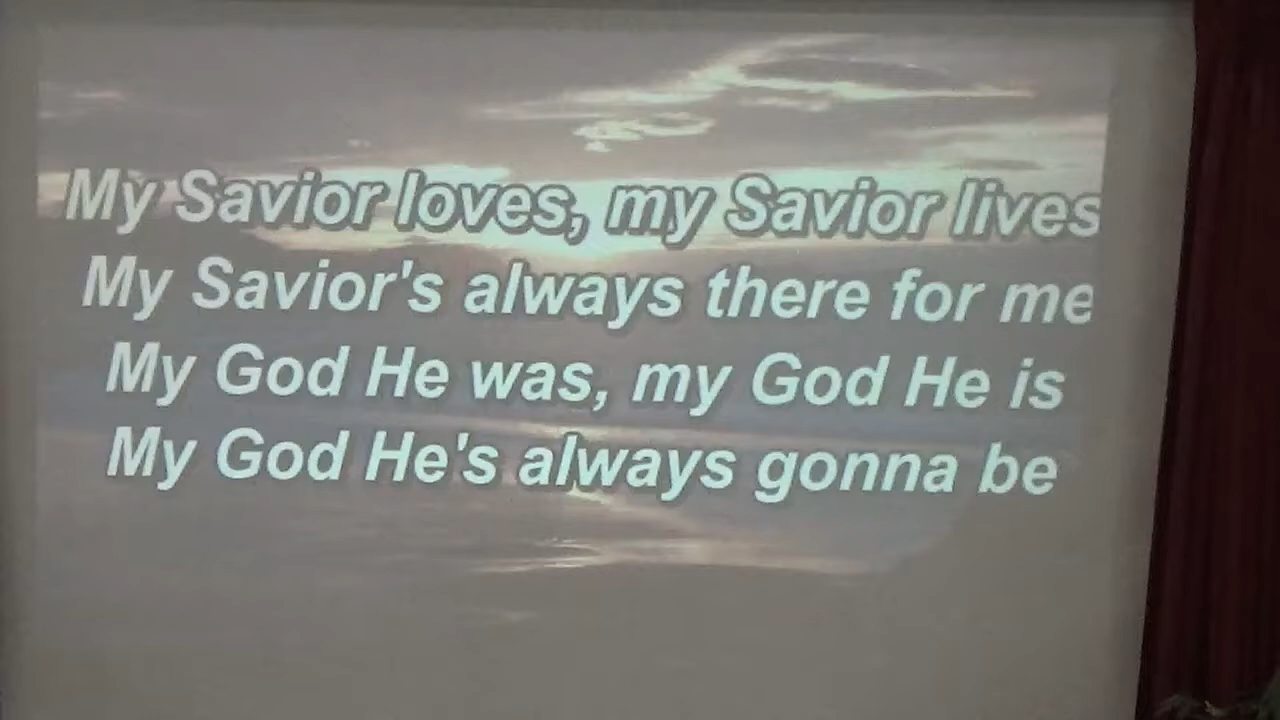 My Savior loves, my Savior lives
My Savior's always there for me
My God He was, my God He is
My God He's always gonna be